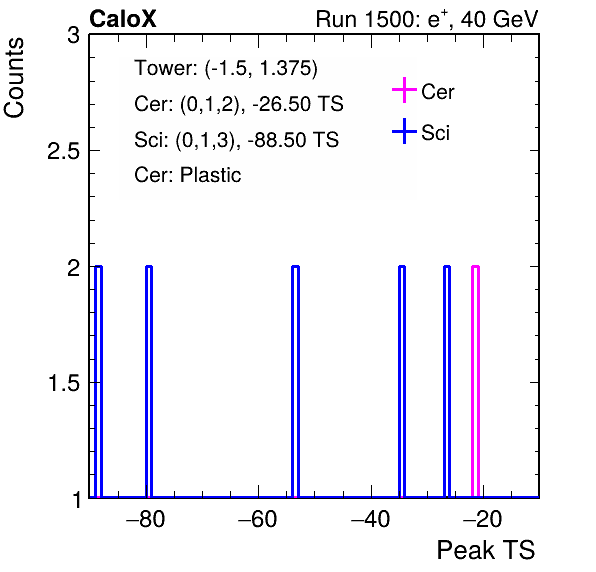 CaloX Run 1500: e⁺, 40 GeV
Counts
3
2.5
2
1.5
1
Tower: (-1.5, 1.375)
Cer: (0,1,2), -26.50 TS
Sci: (0,1,3), -88.50 TS
Cer: Plastic
Cer
Sci
−80 −60 −40 −20
Peak TS